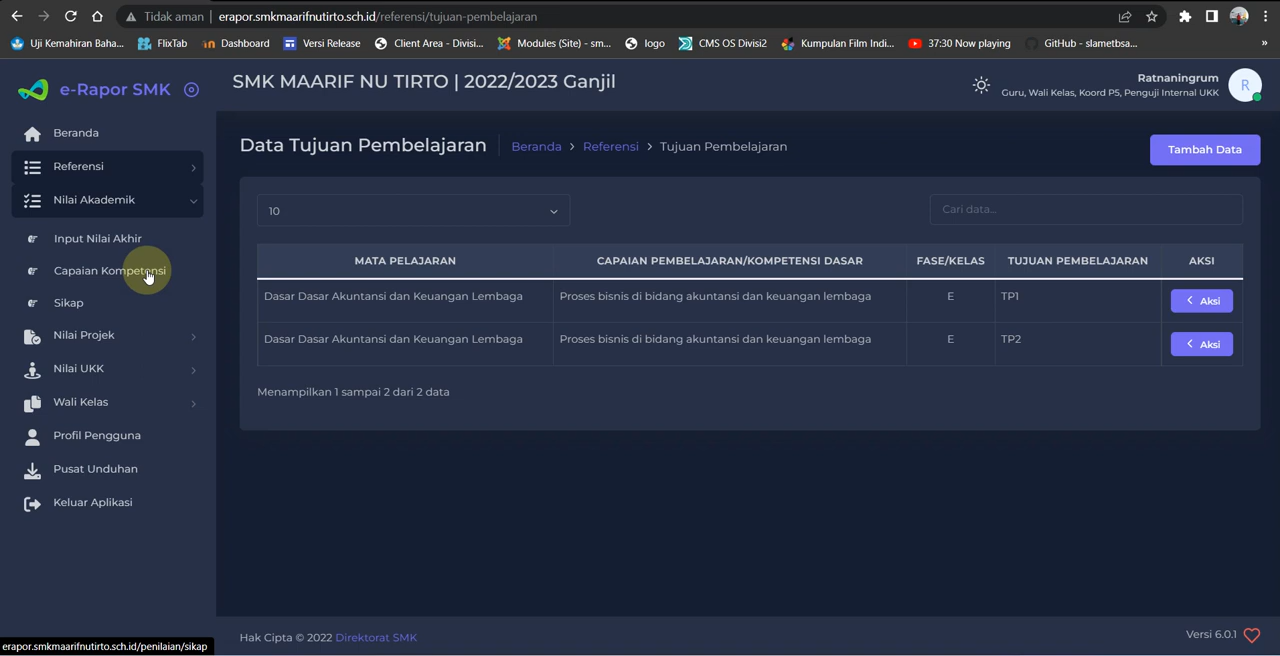 Tidak aman | erapor.smkmaarifnutirto.sch.id/referensi/tujuan-pembelajaran
Uji Kemahiran Baha... FlixTab Dashboard Versi Release Client Area - Divisi... Modules (Site) - sm... logo CMS OS Divisi2 Kumpulan Film Indi... 37:30 Now playing GitHub - slametbsa... »
e-Rapor SMK
SMK MAARIF NU TIRTO | 2022/2023 Ganjil
Ratnaningrum
Guru, Wali Kelas, Koord P5, Penguji Internal UKK
R
Beranda
Referensi
Nilai Akademik
Input Nilai Akhir
Capaian Kompetensi
Sikap
Nilai Projek
Nilai UKK
Wali Kelas
Profil Pengguna
Pusat Unduhan
Keluar Aplikasi
Data Tujuan Pembelajaran
Beranda > Referensi > Tujuan Pembelajaran
Tambah Data
10
Cari data...
MATA PELAJARAN CAPAIAN PEMBELAJARAN/KOMPETENSI DASAR FASE/KELAS TUJUAN PEMBELAJARAN AKSI
Dasar Dasar Akuntansi dan Keuangan Lembaga Proses bisnis di bidang akuntansi dan keuangan lembaga E TP1 Aksi
Dasar Dasar Akuntansi dan Keuangan Lembaga Proses bisnis di bidang akuntansi dan keuangan lembaga E TP2 Aksi
Menampilkan 1 sampai 2 dari 2 data
Hak Cipta © 2022 Direktorat SMK
Versi 6.0.1
erapor.smkmaarifnutirto.sch.id/penilaian/sikap